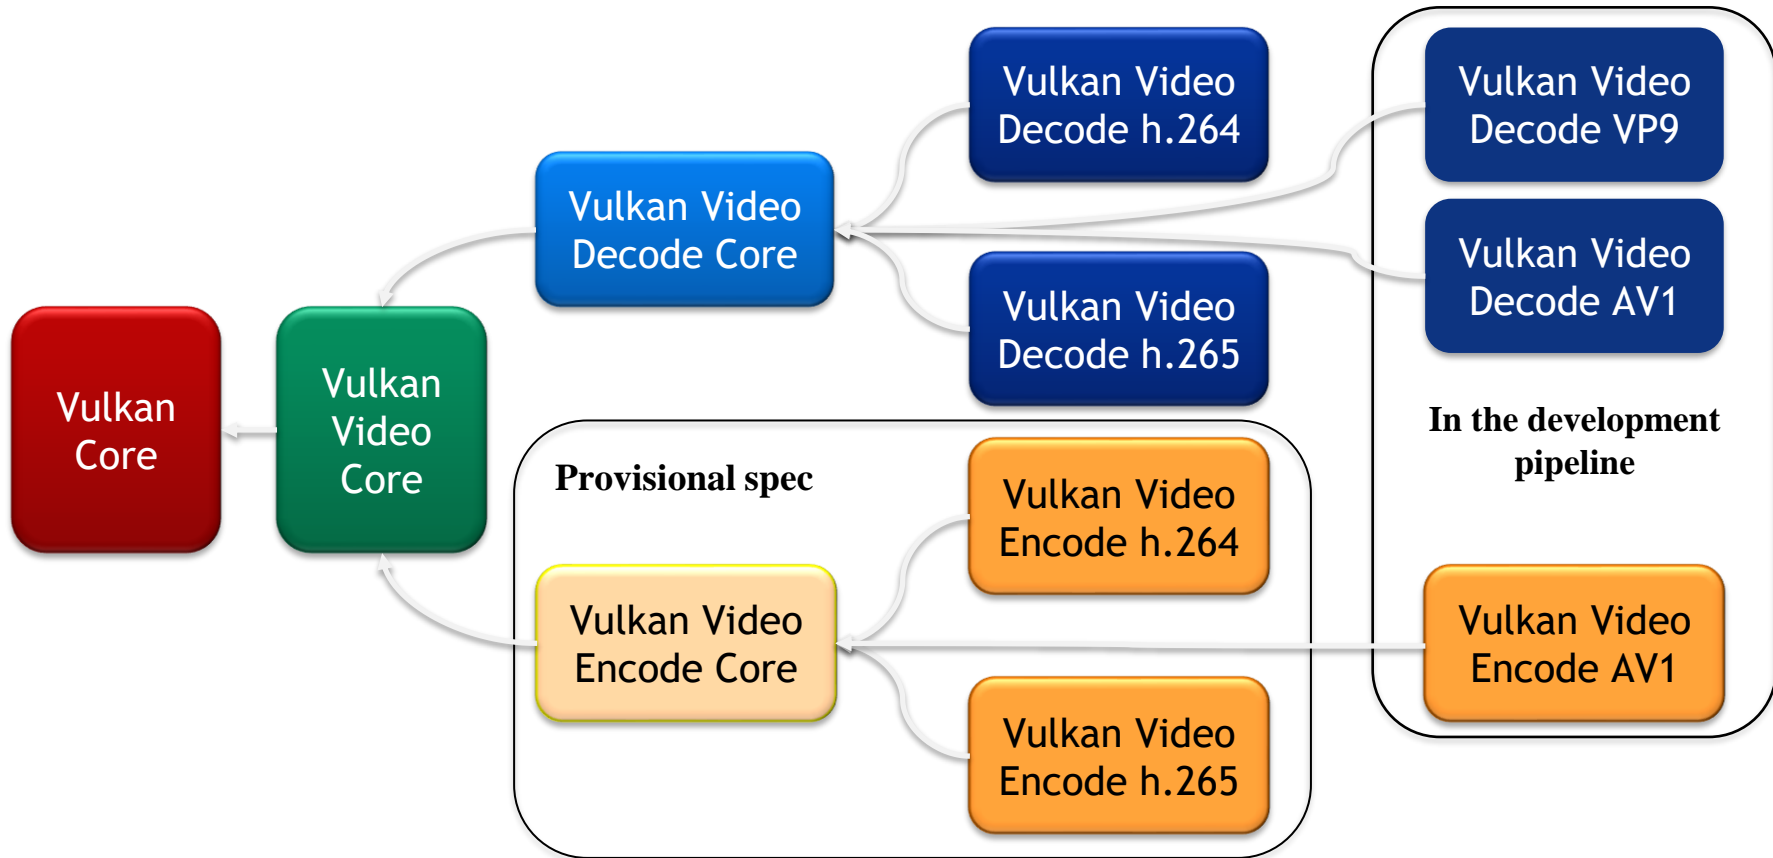 Vulkan
Core
Vulkan
Video
Core
Vulkan Video
Decode Core
Vulkan Video
Decode h.264
Vulkan Video
Decode h.265
Vulkan Video
Decode VP9
Vulkan Video
Decode AV1
In the development
pipeline
Provisional spec
Vulkan Video
Encode Core
Vulkan Video
Encode h.264
Vulkan Video
Encode h.265
Vulkan Video
Encode AV1